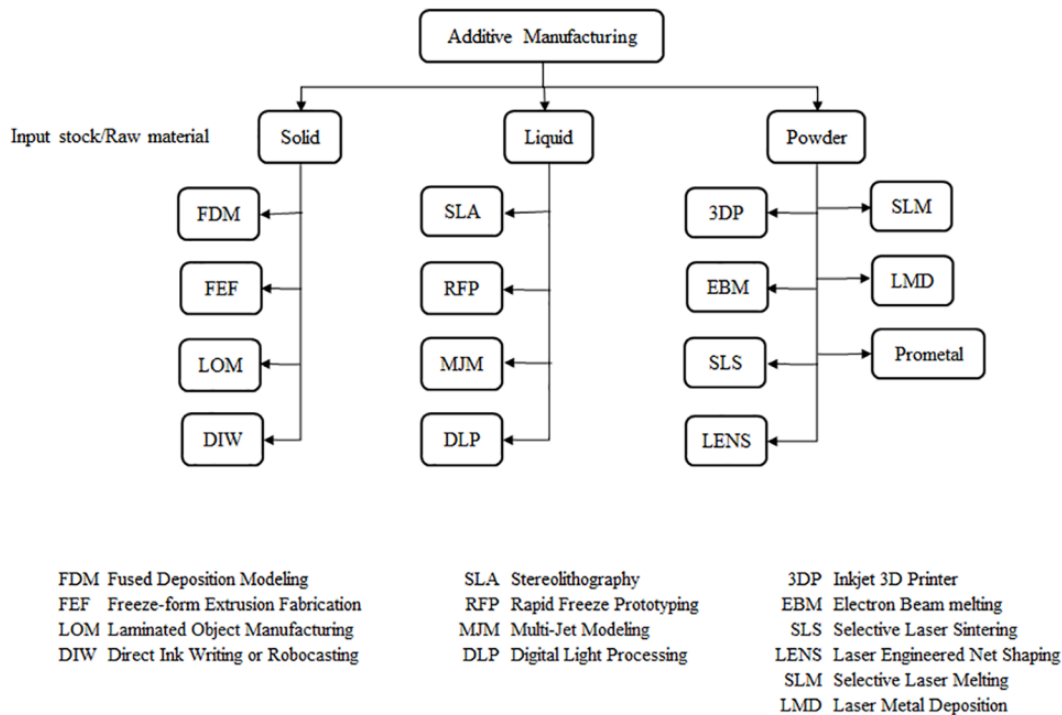 Additive Manufacturing
Input stock/Raw material
Solid
Liquid
Powder
FDM
FEF
LOM
DIW
SLA
RFP
MJM
DLP
3DP
EBM
SLS
LENS
SLM
LMD
Prometal
FDM Fused Deposition Modeling
FEF Freeze-form Extrusion Fabrication
LOM Laminated Object Manufacturing
DIW Direct Ink Writing or Robocasting
SLA Stereolithography
RFP Rapid Freeze Prototyping
MJM Multi-Jet Modeling
DLP Digital Light Processing
3DP Inkjet 3D Printer
EBM Electron Beam melting
SLS Selective Laser Sintering
LENS Laser Engineered Net Shaping
SLM Selective Laser Melting
LMD Laser Metal Deposition